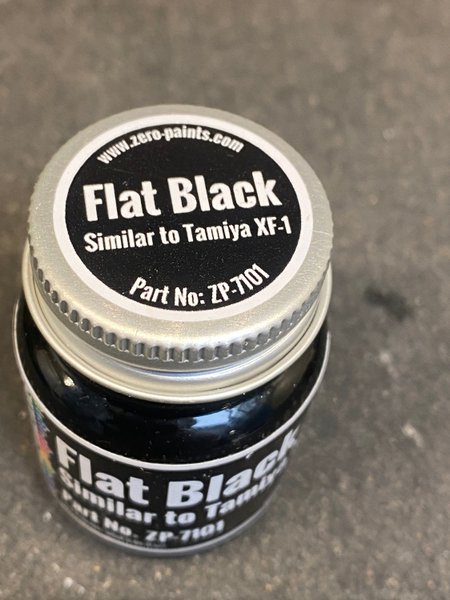 www.zero-paints.com
Flat Black
Similar to Tamiya XF-1
Part No: ZP-7101
Flat Black
Similar to Tamiya
Part No: ZP-7101